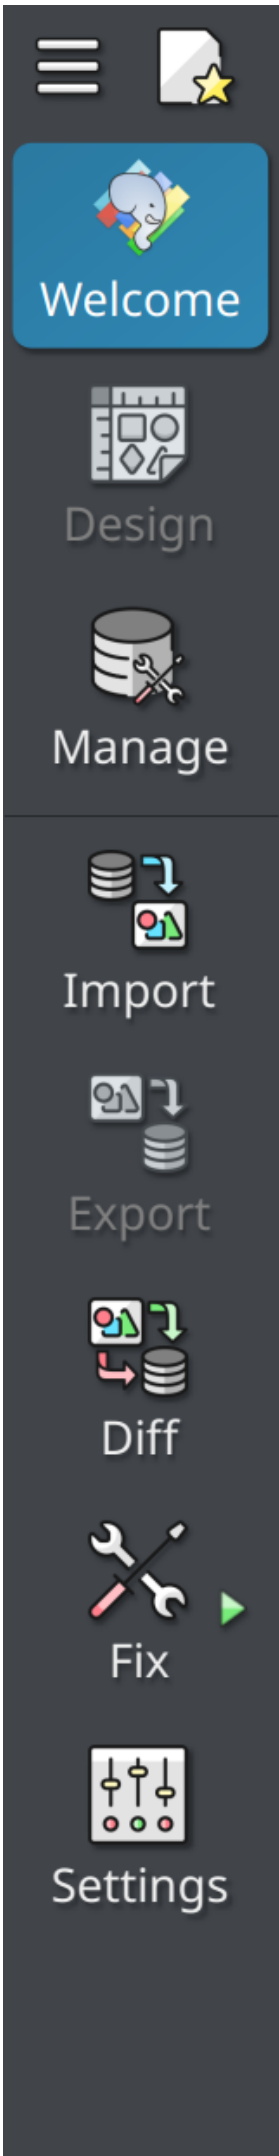 Welcome
Design
Manage
Import
Export
Diff
Fix
Settings